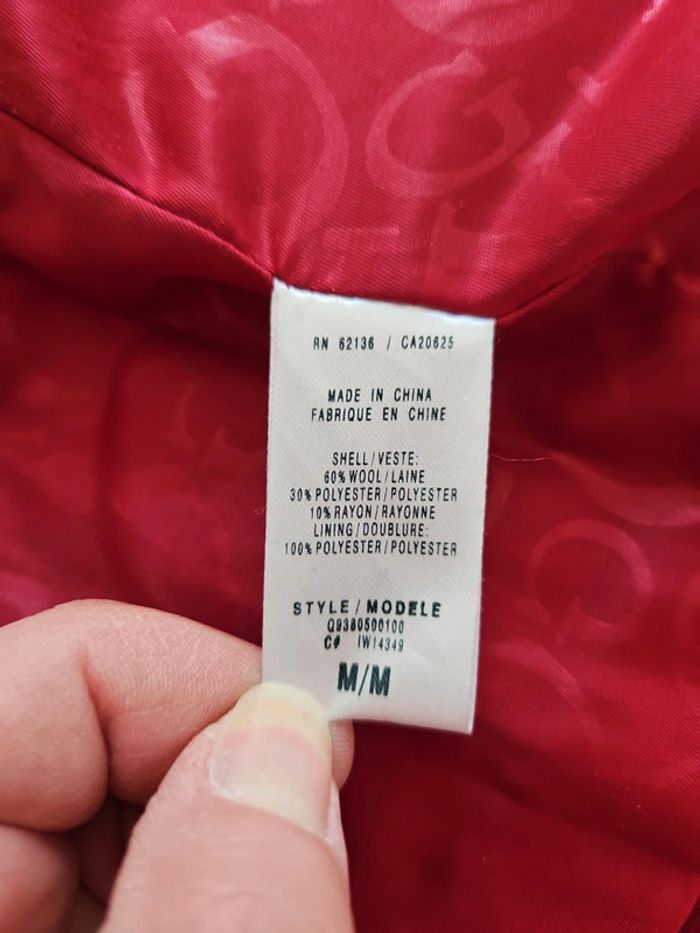 RN 62136 / CA20625
MADE IN CHINA
FABRIQUE EN CHINE
SHELL/VESTE:
60% WOOL/LAINE
30% POLYESTER/POLYESTER
10% RAYON/RAYONNE
LINING/DOUBLURE:
100% POLYESTER/POLYESTER
STYLE/MODELE
Q9380500100
C# IW14349
M/M